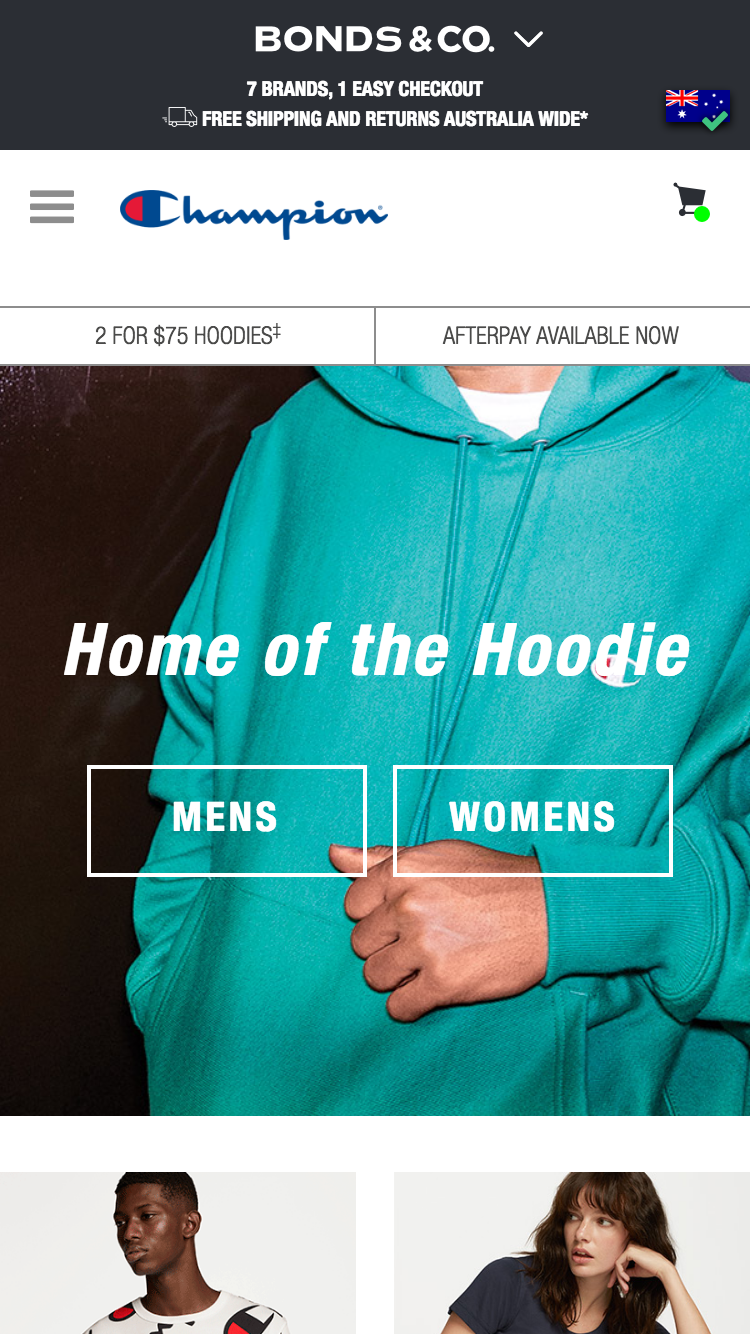 BONDS & CO.
7 BRANDS, 1 EASY CHECKOUT
FREE SHIPPING AND RETURNS AUSTRALIA WIDE*
Champion®
2 FOR $75 HOODIES‡
AFTERPAY AVAILABLE NOW
Home of the Hoodie
MENS
WOMENS